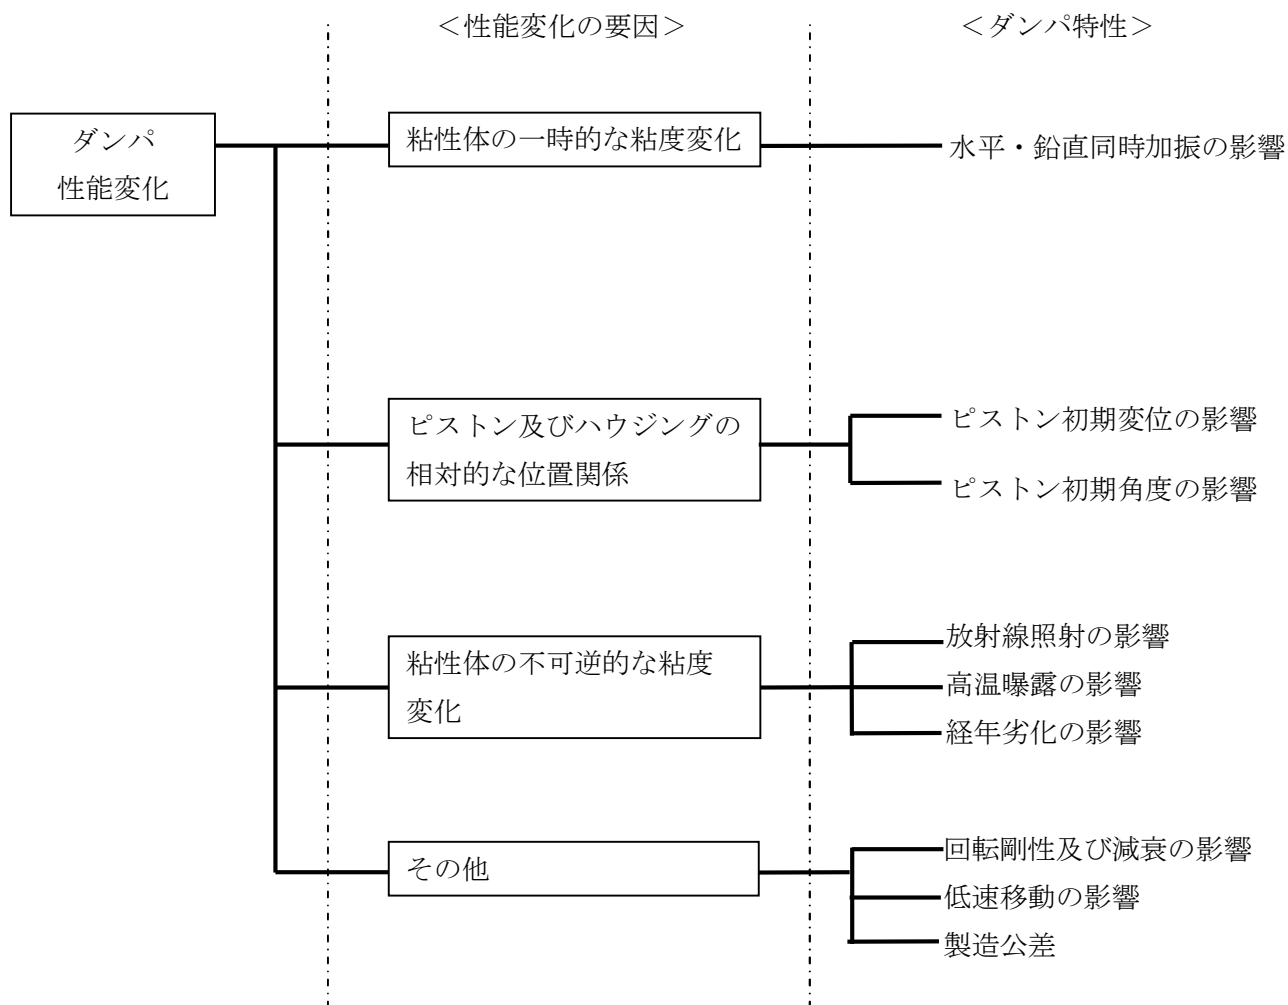 ＜性能変化の要因＞
＜ダンパ特性＞
ダンパ
性能変化
粘性体の一時的な粘度変化
水平・鉛直同時加振の影響
ピストン及びハウジングの
相対的な位置関係
ピストン初期変位の影響
ピストン初期角度の影響
粘性体の不可逆的な粘度
変化
放射線照射の影響
高温曝露の影響
経年劣化の影響
その他
回転剛性及び減衰の影響
低速移動の影響
製造公差